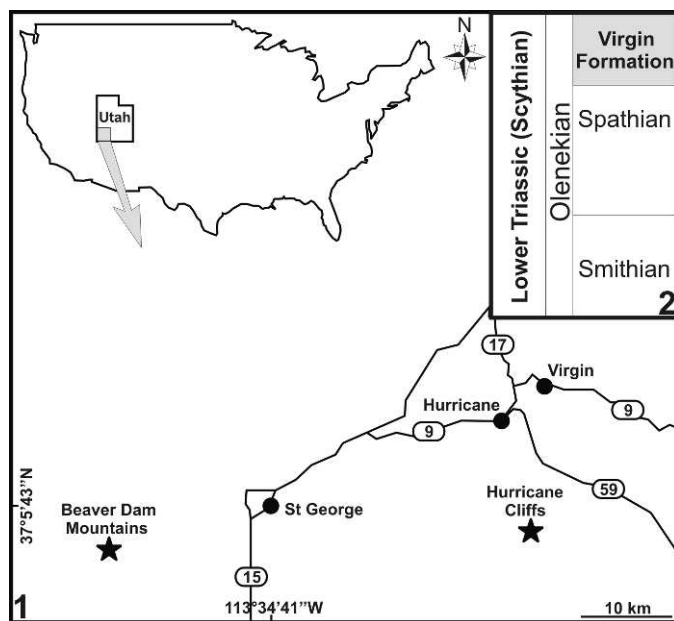 N
Utah
Lower Triassic (Scythian)
Olenekian
Virgin
Formation
Spathian
Smithian
2
17
Virgin
Hurricane
9
9
59
37°5'43"N
Beaver Dam
Mountains
St George
Hurricane
Cliffs
15
1
113°34'41"W
10 km